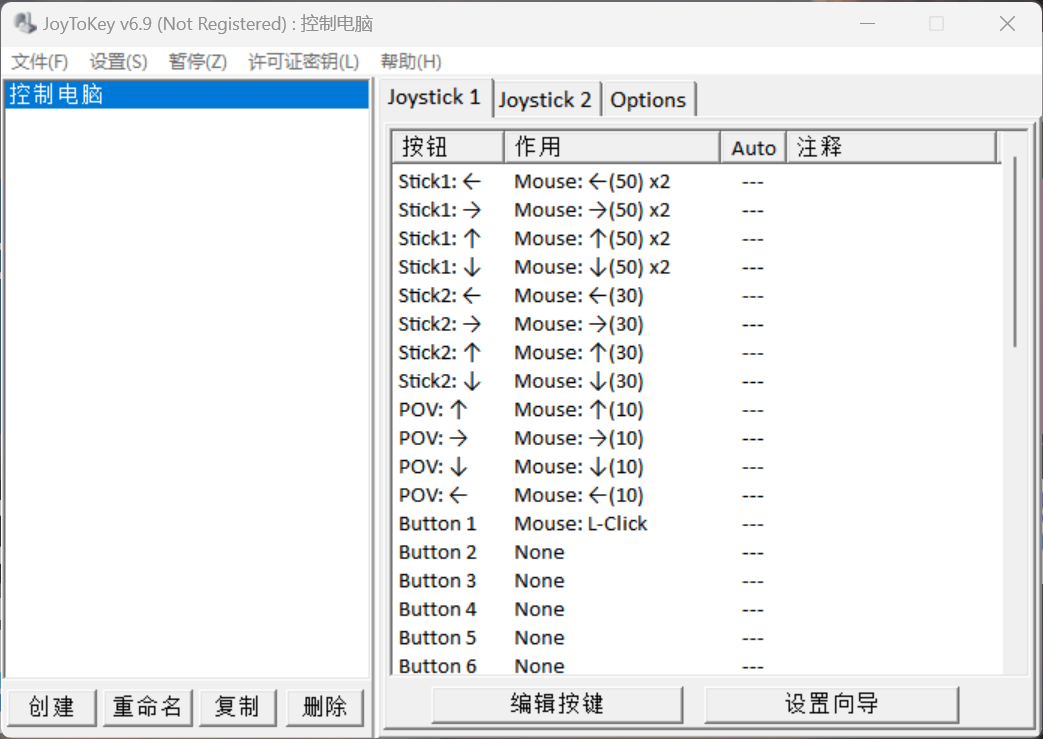 JoyToKey v6.9 (Not Registered) : 控制电脑
文件(F) 设置(S) 暂停(Z) 许可证密钥(L) 帮助(H)
控制电脑
Joystick 1 Joystick 2 Options
按钮 作用 Auto 注释
Stick1: ← Mouse: ←(50) x2 ---
Stick1: → Mouse: →(50) x2 ---
Stick1: ↑ Mouse: ↑(50) x2 ---
Stick1: ↓ Mouse: ↓(50) x2 ---
Stick2: ← Mouse: ←(30) ---
Stick2: → Mouse: →(30) ---
Stick2: ↑ Mouse: ↑(30) ---
Stick2: ↓ Mouse: ↓(30) ---
POV: ↑ Mouse: ↑(10) ---
POV: → Mouse: →(10) ---
POV: ↓ Mouse: ↓(10) ---
POV: ← Mouse: ←(10) ---
Button 1 Mouse: L-Click ---
Button 2 None ---
Button 3 None ---
Button 4 None ---
Button 5 None ---
Button 6 None ---
创建 重命名 复制 删除 编辑按键 设置向导